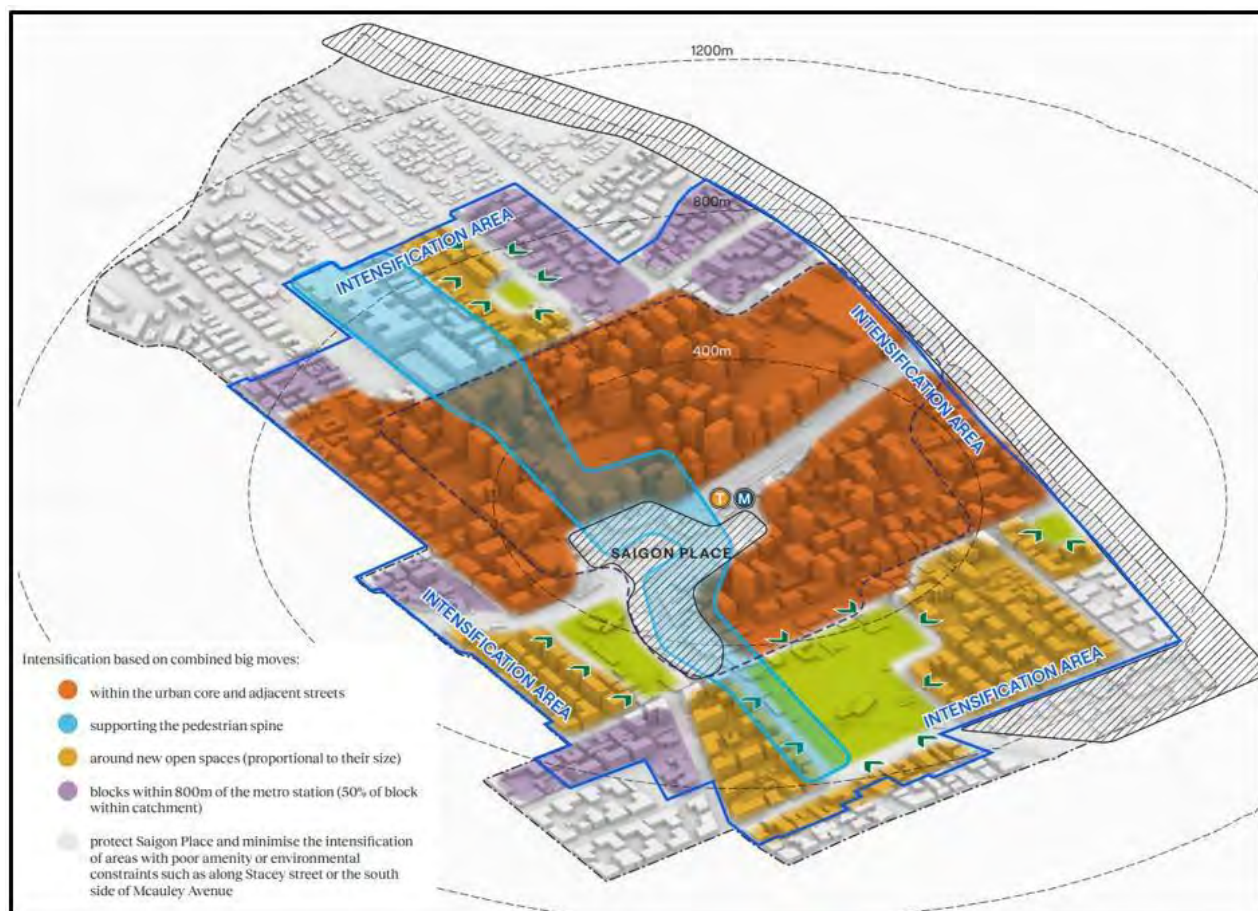 1200m
800m
INTENSIFICATION AREA
400m
INTENSIFICATION AREA
T M
SAIGON PLACE
INTENSIFICATION AREA
INTENSIFICATION AREA
Intensification based on combined big moves:
within the urban core and adjacent streets
supporting the pedestrian spine
around new open spaces (proportional to their size)
blocks within 800m of the metro station (50% of block
within catchment)
protect Saigon Place and minimise the intensification
of areas with poor amenity or environmental
constraints such as along Stacey street or the south
side of Mcauley Avenue